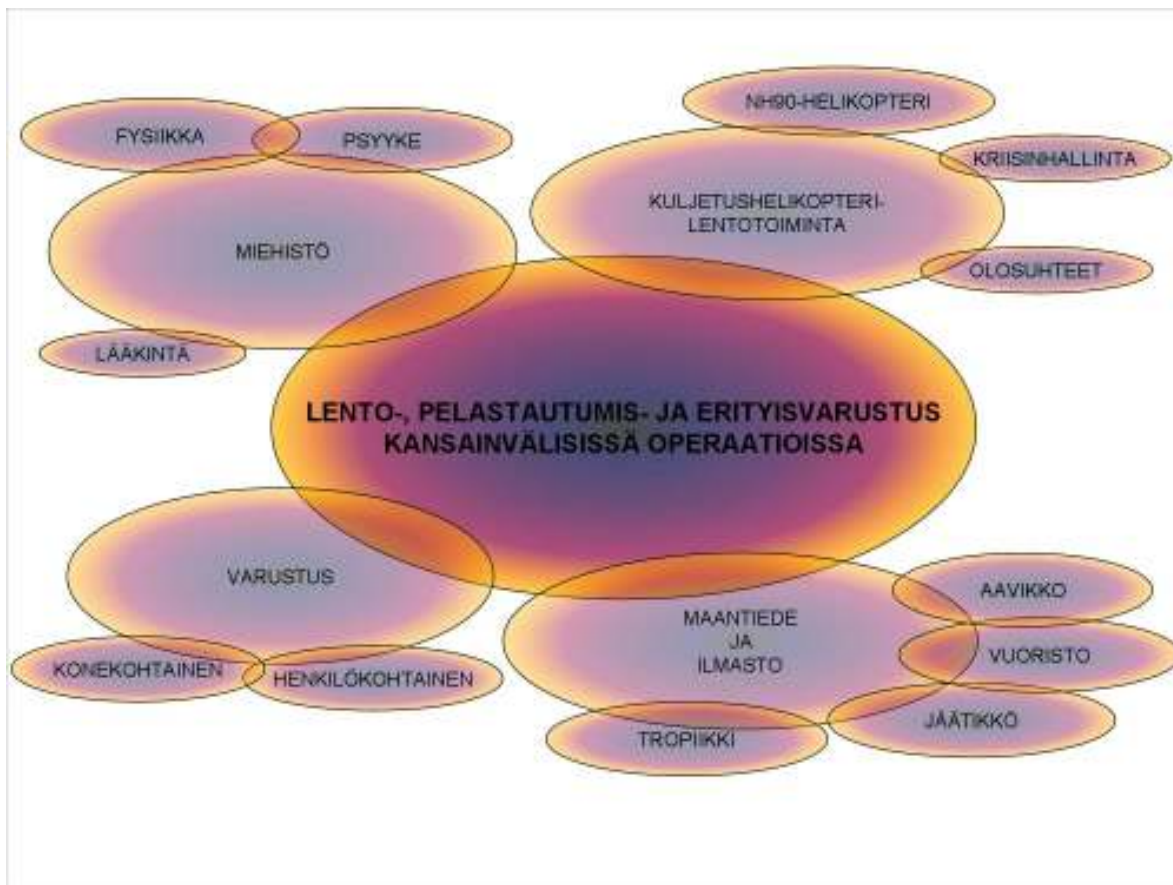 NH90-HELIKOPTERI
FYSIIKKA
PSYYKE
KRIISINHALLINTA
KULJETUSHELIKOPTERI-
LENTOTOIMINTA
MIEHISTÖ
OLOSUHTEET
LÄÄKINTÄ
LENTO-, PELASTAUTUMIS- JA ERITYISVARUSTUS
KANSAINVÄLISISSÄ OPERAATIOISSA
VARUSTUS
AAVIKKO
MAANTIEDE
JA
ILMASTO
VUORISTO
KONEKOHTAINEN
HENKILÖKOHTAINEN
JÄÄTIKKÖ
TROPIIKKI